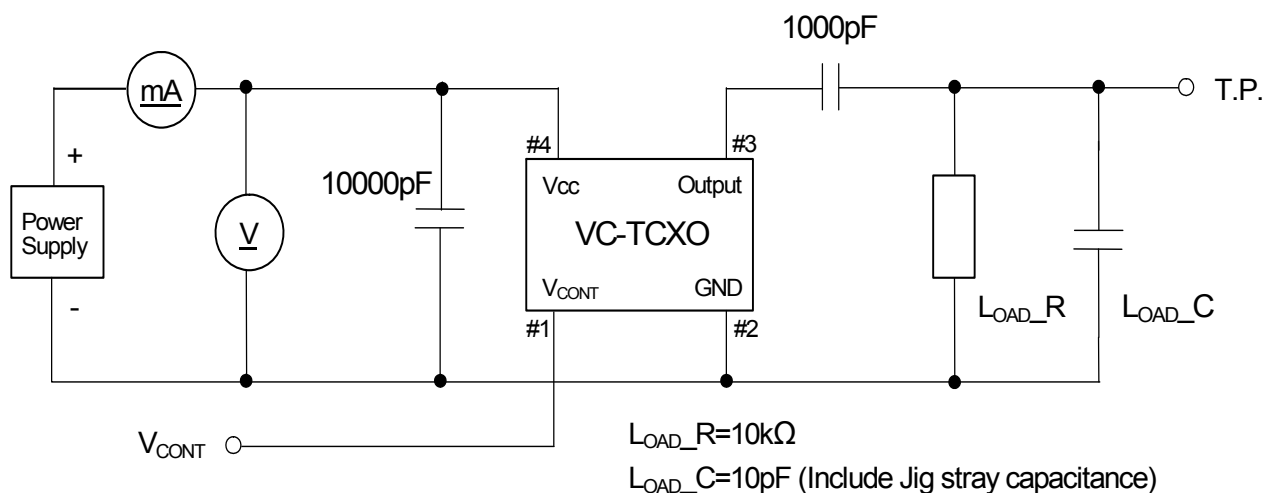 1000pF
mA
T.P.
#4
#3
+
10000pF
Vcc
Output
Power
Supply
V
VC-TCXO
-
VCONT
GND
#1
#2
LOAD_R
LOAD_C
VCONT
LOAD_R=10kΩ
LOAD_C=10pF (Include Jig stray capacitance)